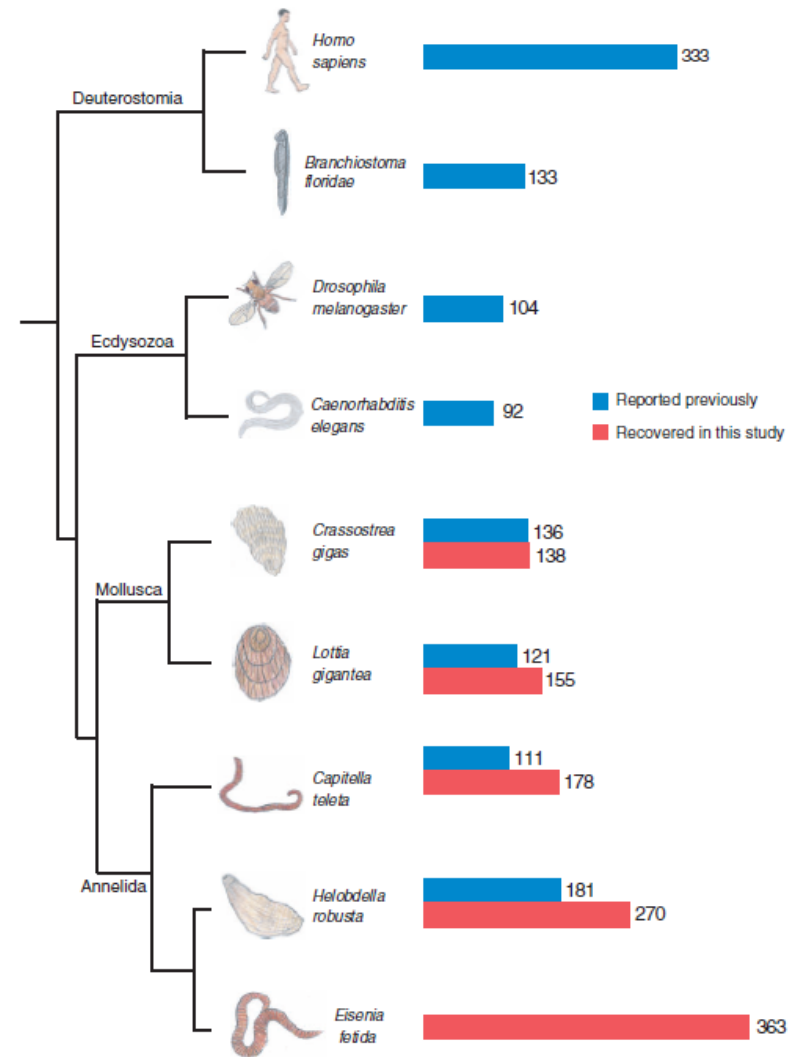 Homo
sapiens
333
Deuterostomia
Branchiostoma
floridae
133
Drosophila
melanogaster
104
Ecdysozoa
Caenorhabditis
elegans
92
Reported previously
Recovered in this study
Crassostrea
gigas
136
138
Mollusca
Lottia
gigantea
121
155
Capitella
teleta
111
178
Annelida
Helobdella
robusta
181
270
Eisenia
fetida
363